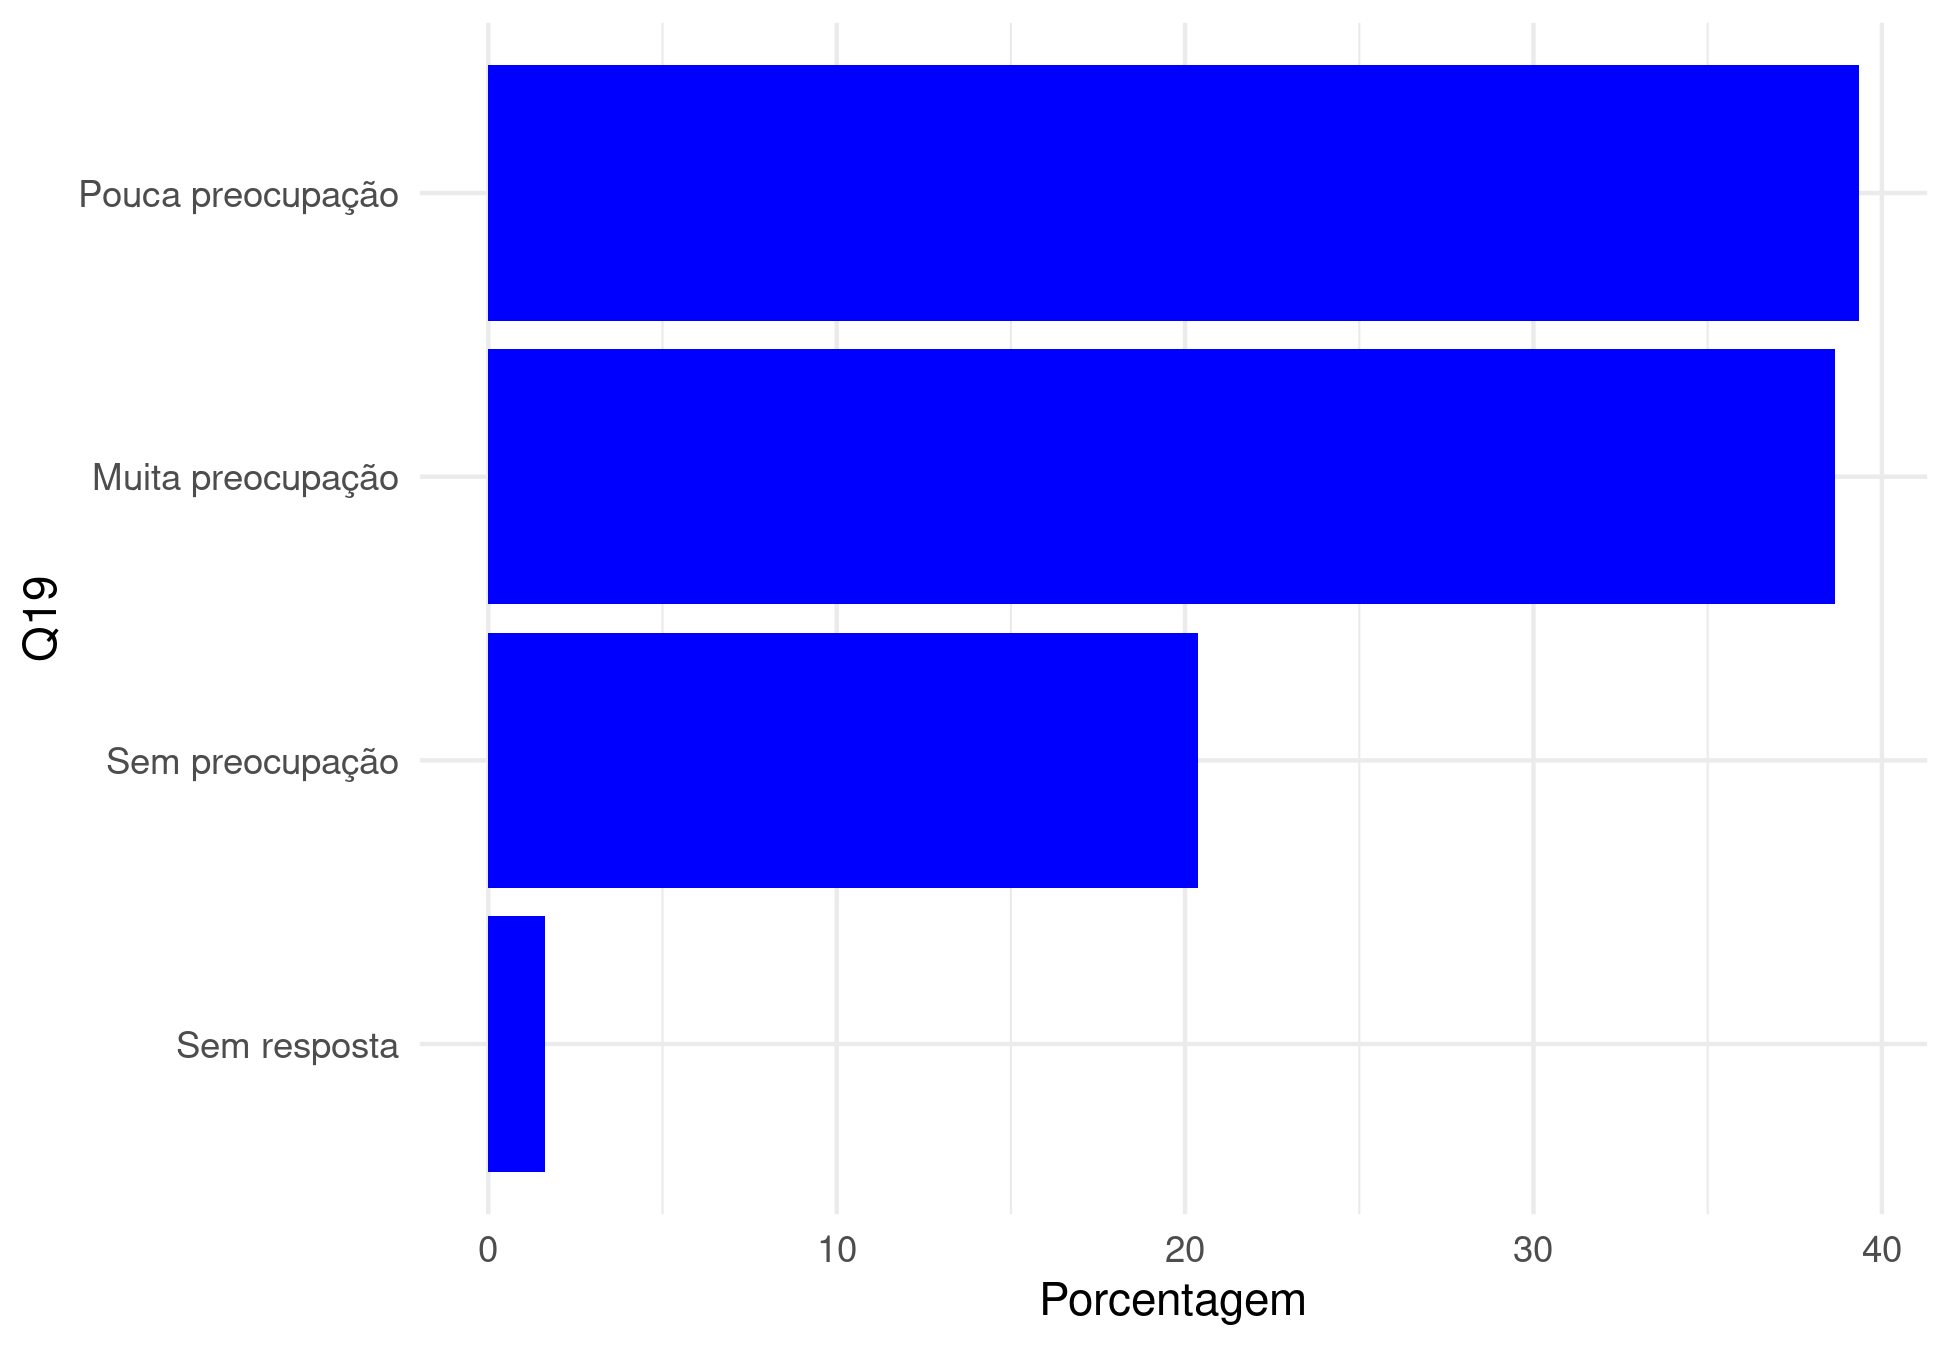 Pouca preocupação
Muita preocupação
Sem preocupação
Sem resposta
Q19
0 10 20 30 40
Porcentagem